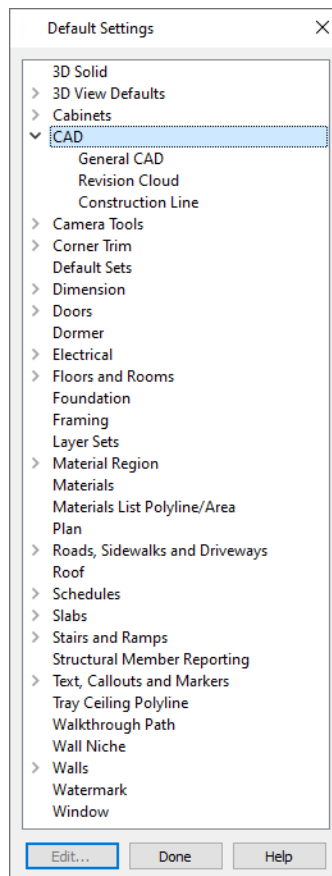 Default Settings
3D Solid
3D View Defaults
Cabinets
CAD
General CAD
Revision Cloud
Construction Line
Camera Tools
Corner Trim
Default Sets
Dimension
Doors
Dormer
Electrical
Floors and Rooms
Foundation
Framing
Layer Sets
Material Region
Materials
Materials List Polyline/Area
Plan
Roads, Sidewalks and Driveways
Roof
Schedules
Slabs
Stairs and Ramps
Structural Member Reporting
Text, Callouts and Markers
Tray Ceiling Polyline
Walkthrough Path
Wall Niche
Walls
Watermark
Window
Edit... Done Help